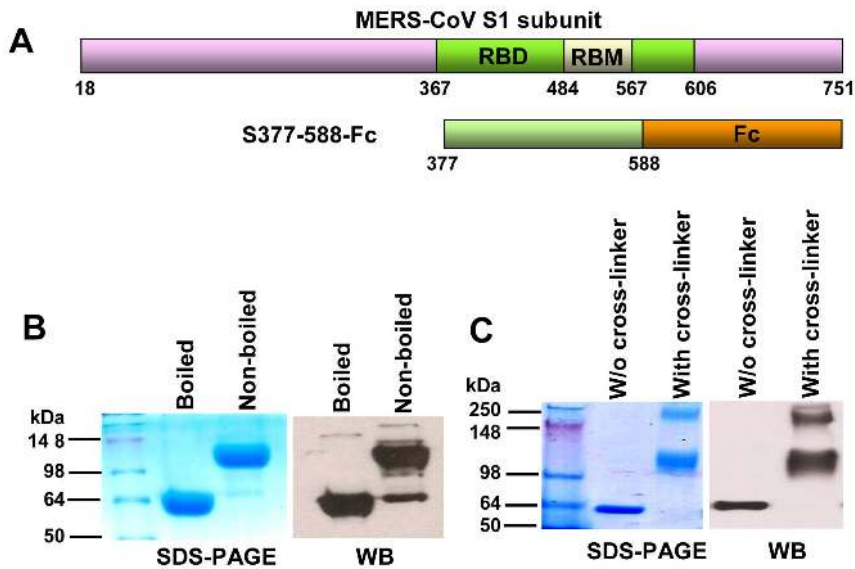 MERS-CoV S1 subunit
A
RBD RBM
18 367 484 567 606 751
S377-588-Fc Fc
377 588
B
Boiled Non-boiled Boiled Non-boiled
kDa
14 8
98
64
50
SDS-PAGE WB
C
W/o cross-linker With cross-linker W/o cross-linker With cross-linker
kDa
250
148
98
64
50
SDS-PAGE WB